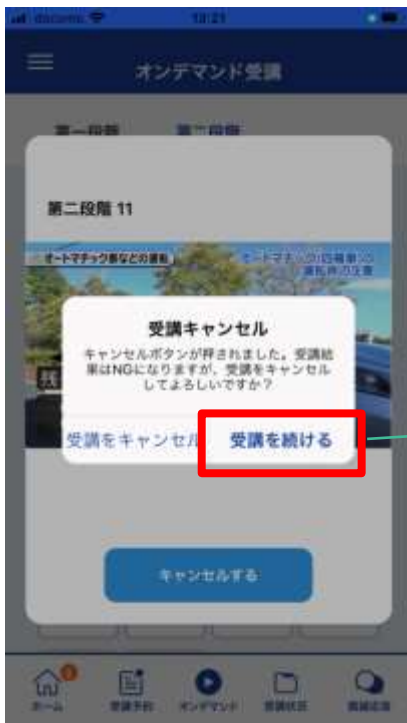 docomo 13:21
オンデマンド受講
第一段階 第二段階
第二段階 11
オートマチック車などの運転
オートマチック(四輪車)の
運転時の注意
受講キャンセル
キャンセルボタンが押されました。受講結
果はNGになりますが、受講をキャンセル
してよろしいですか？
受講をキャンセル 受講を続ける
キャンセルする
ホーム 受講予約 オンデマンド 受講状況